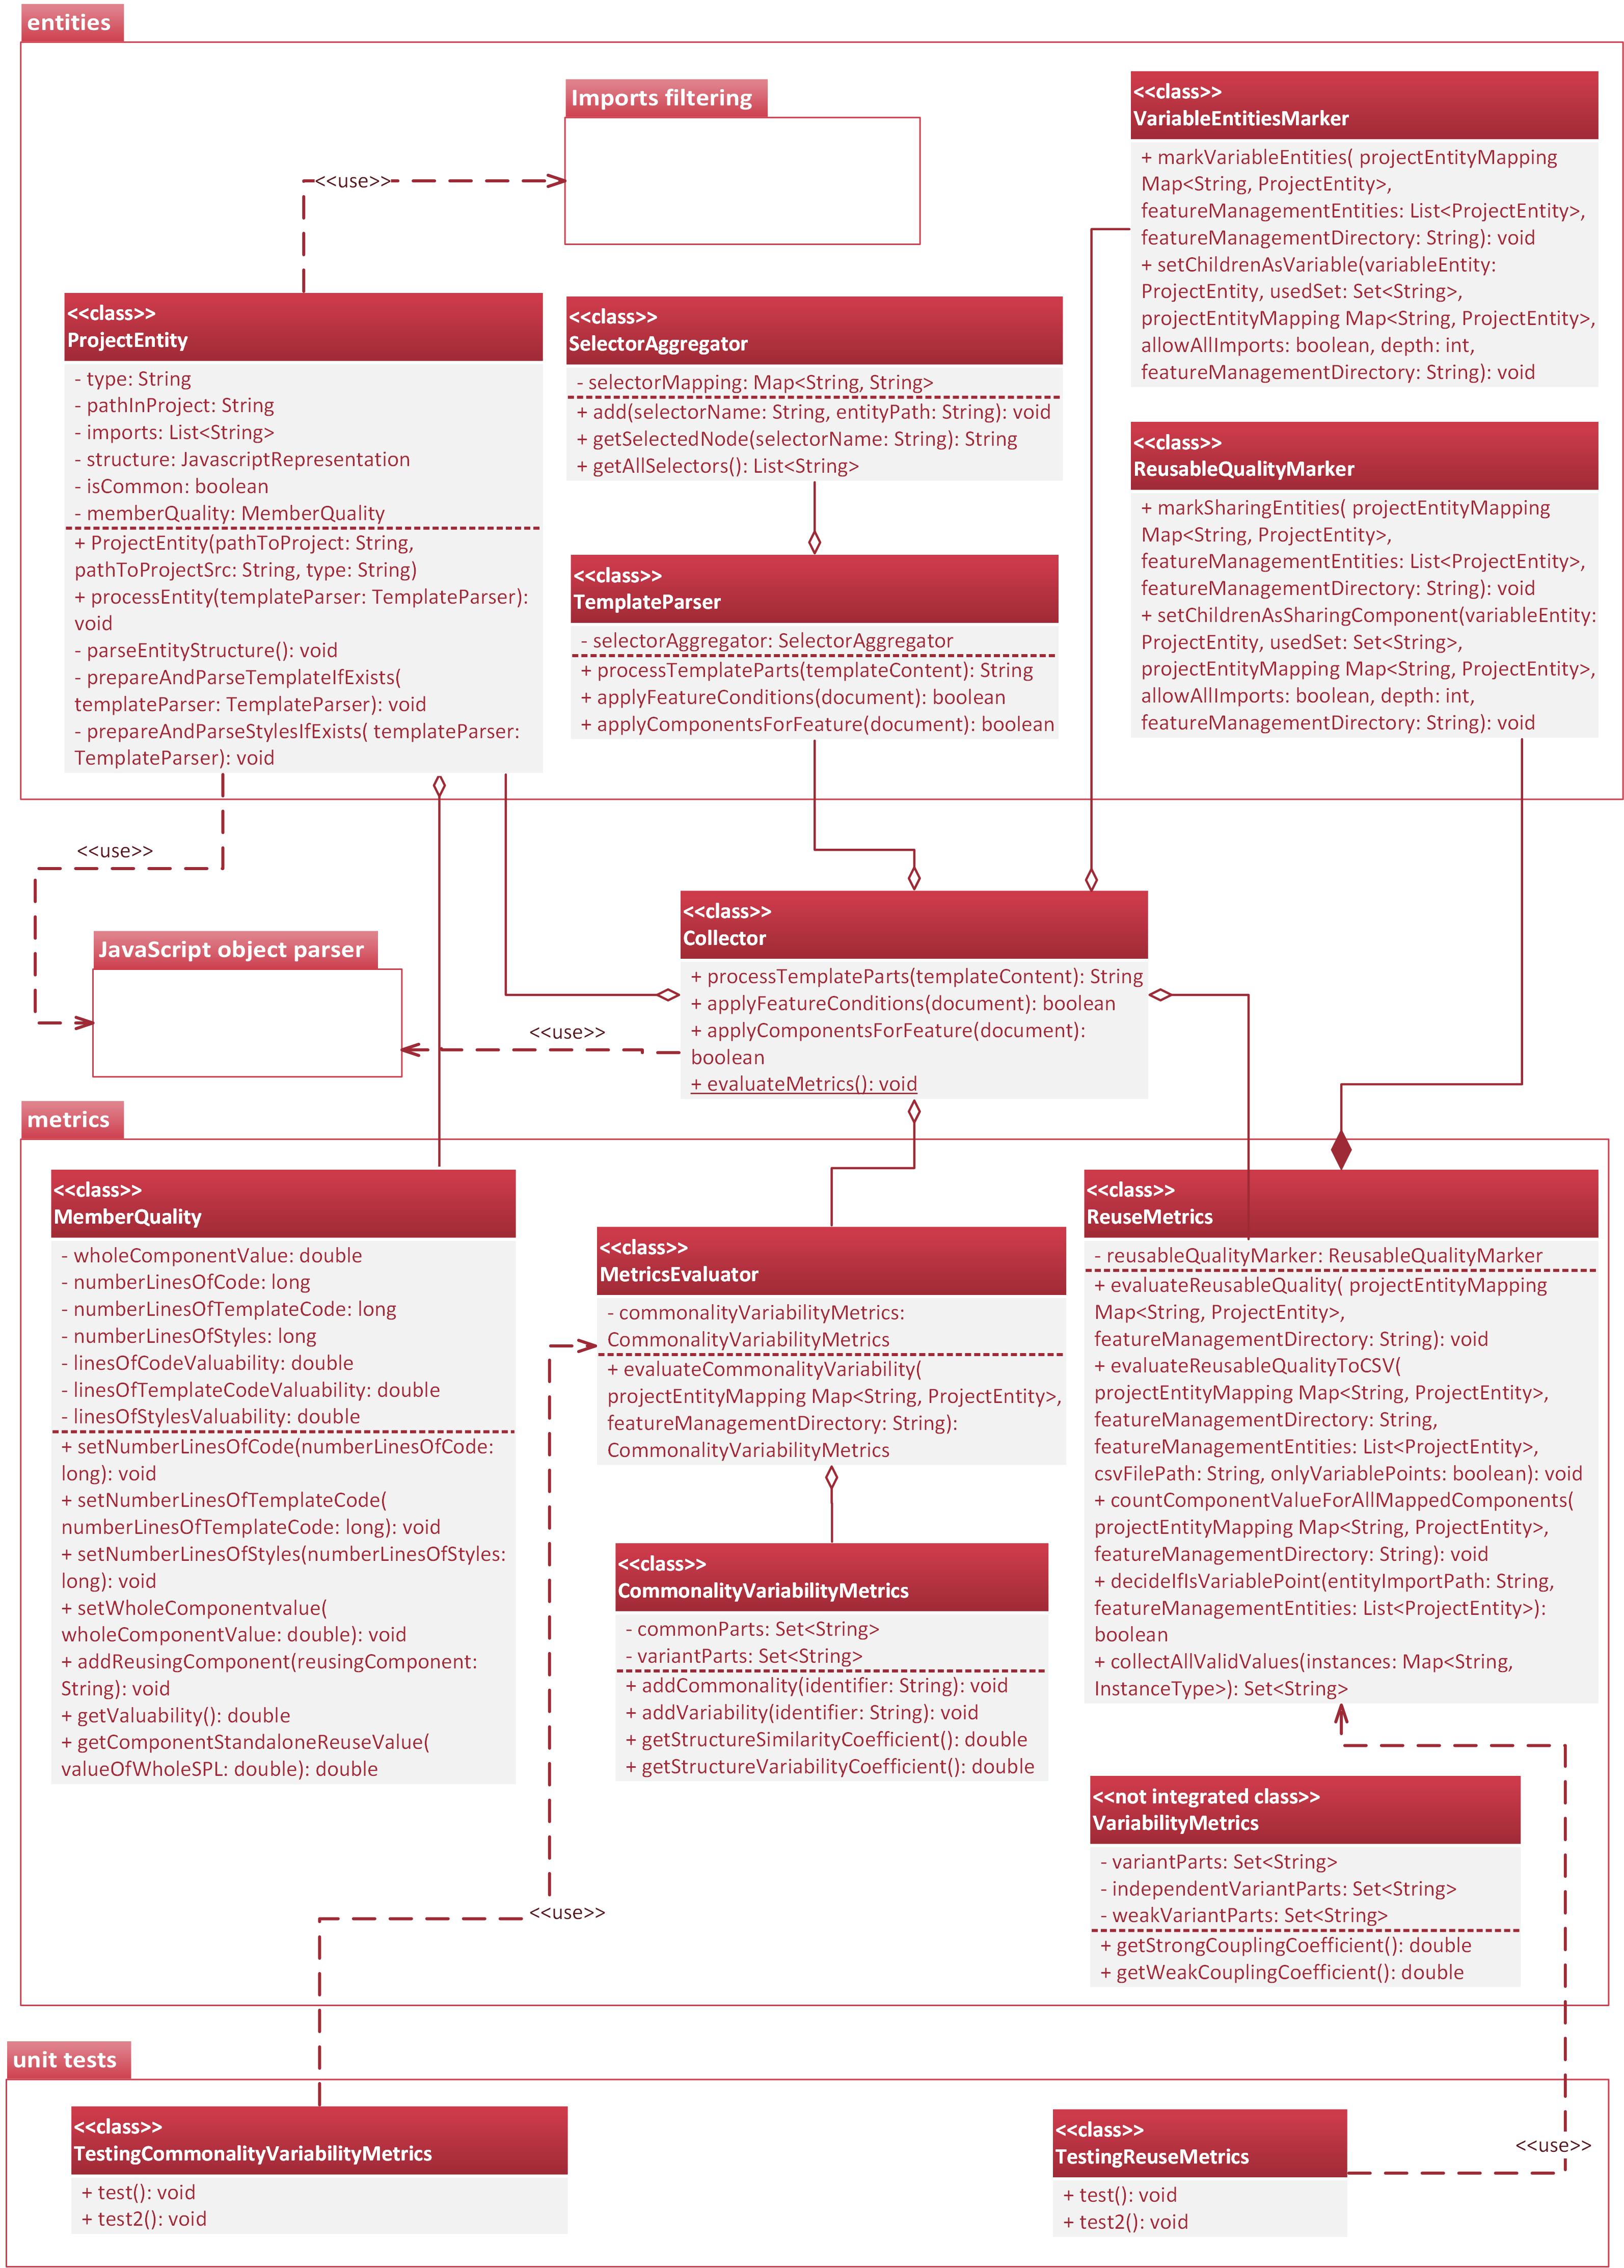 entities
Imports filtering
<<use>>
<<class>>
VariableEntitiesMarker
+ markVariableEntities( projectEntityMapping
Map<String, ProjectEntity>,
featureManagementEntities: List<ProjectEntity>,
featureManagementDirectory: String): void
+ setChildrenAsVariable(variableEntity:
ProjectEntity, usedSet: Set<String>,
projectEntityMapping Map<String, ProjectEntity>,
allowAllImports: boolean, depth: int,
featureManagementDirectory: String): void
<<class>>
ProjectEntity
- type: String
- pathInProject: String
- imports: List<String>
- structure: JavascriptRepresentation
- isCommon: boolean
- memberQuality: MemberQuality
+ ProjectEntity(pathToProject: String,
pathToProjectSrc: String, type: String)
+ processEntity(templateParser: TemplateParser):
void
- parseEntityStructure(): void
- prepareAndParseTemplateIfExists(
templateParser: TemplateParser): void
- prepareAndParseStylesIfExists( templateParser:
TemplateParser): void
<<class>>
SelectorAggregator
- selectorMapping: Map<String, String>
+ add(selectorName: String, entityPath: String): void
+ getSelectedNode(selectorName: String): String
+ getAllSelectors(): List<String>
<<class>>
TemplateParser
- selectorAggregator: SelectorAggregator
+ processTemplateParts(templateContent): String
+ applyFeatureConditions(document): boolean
+ applyComponentsForFeature(document): boolean
<<class>>
ReusableQualityMarker
+ markSharingEntities( projectEntityMapping
Map<String, ProjectEntity>,
featureManagementEntities: List<ProjectEntity>,
featureManagementDirectory: String): void
+ setChildrenAsSharingComponent(variableEntity:
ProjectEntity, usedSet: Set<String>,
projectEntityMapping Map<String, ProjectEntity>,
allowAllImports: boolean, depth: int,
featureManagementDirectory: String): void
<<use>>
JavaScript object parser
<<use>>
<<class>>
Collector
+ processTemplateParts(templateContent): String
+ applyFeatureConditions(document): boolean
+ applyComponentsForFeature(document):
boolean
+ evaluateMetrics(): void
metrics
<<class>>
MemberQuality
- wholeComponentValue: double
- numberLinesOfCode: long
- numberLinesOfTemplateCode: long
- numberLinesOfStyles: long
- linesOfCodeValuability: double
- linesOfTemplateCodeValuability: double
- linesOfStylesValuability: double
+ setNumberLinesOfCode(numberLinesOfCode:
long): void
+ setNumberLinesOfTemplateCode(
numberLinesOfTemplateCode: long): void
+ setNumberLinesOfStyles(numberLinesOfStyles:
long): void
+ setWholeComponentvalue(
wholeComponentValue: double): void
+ addReusingComponent(reusingComponent:
String): void
+ getValuability(): double
+ getComponentStandaloneReuseValue(
valueOfWholeSPL: double): double
<<class>>
MetricsEvaluator
- commonalityVariabilityMetrics:
CommonalityVariabilityMetrics
+ evaluateCommonalityVariability(
projectEntityMapping Map<String, ProjectEntity>,
featureManagementDirectory: String):
CommonalityVariabilityMetrics
<<class>>
CommonalityVariabilityMetrics
- commonParts: Set<String>
- variantParts: Set<String>
+ addCommonality(identifier: String): void
+ addVariability(identifier: String): void
+ getStructureSimilarityCoefficient(): double
+ getStructureVariabilityCoefficient(): double
<<class>>
ReuseMetrics
- reusableQualityMarker: ReusableQualityMarker
+ evaluateReusableQuality( projectEntityMapping
Map<String, ProjectEntity>,
featureManagementDirectory: String): void
+ evaluateReusableQualityToCSV(
projectEntityMapping Map<String, ProjectEntity>,
featureManagementDirectory: String,
featureManagementEntities: List<ProjectEntity>,
csvFilePath: String, onlyVariablePoints: boolean): void
+ countComponentValueForAllMappedComponents(
projectEntityMapping Map<String, ProjectEntity>,
featureManagementDirectory: String): void
+ decideIfIsVariablePoint(entityImportPath: String,
featureManagementEntities: List<ProjectEntity>):
boolean
+ collectAllValidValues(instances: Map<String,
InstanceType>): Set<String>
<<not integrated class>>
VariabilityMetrics
- variantParts: Set<String>
- independentVariantParts: Set<String>
- weakVariantParts: Set<String>
+ getStrongCouplingCoefficient(): double
+ getWeakCouplingCoefficient(): double
<<use>>
unit tests
<<class>>
TestingCommonalityVariabilityMetrics
+ test(): void
+ test2(): void
<<class>>
TestingReuseMetrics
+ test(): void
+ test2(): void
<<use>>